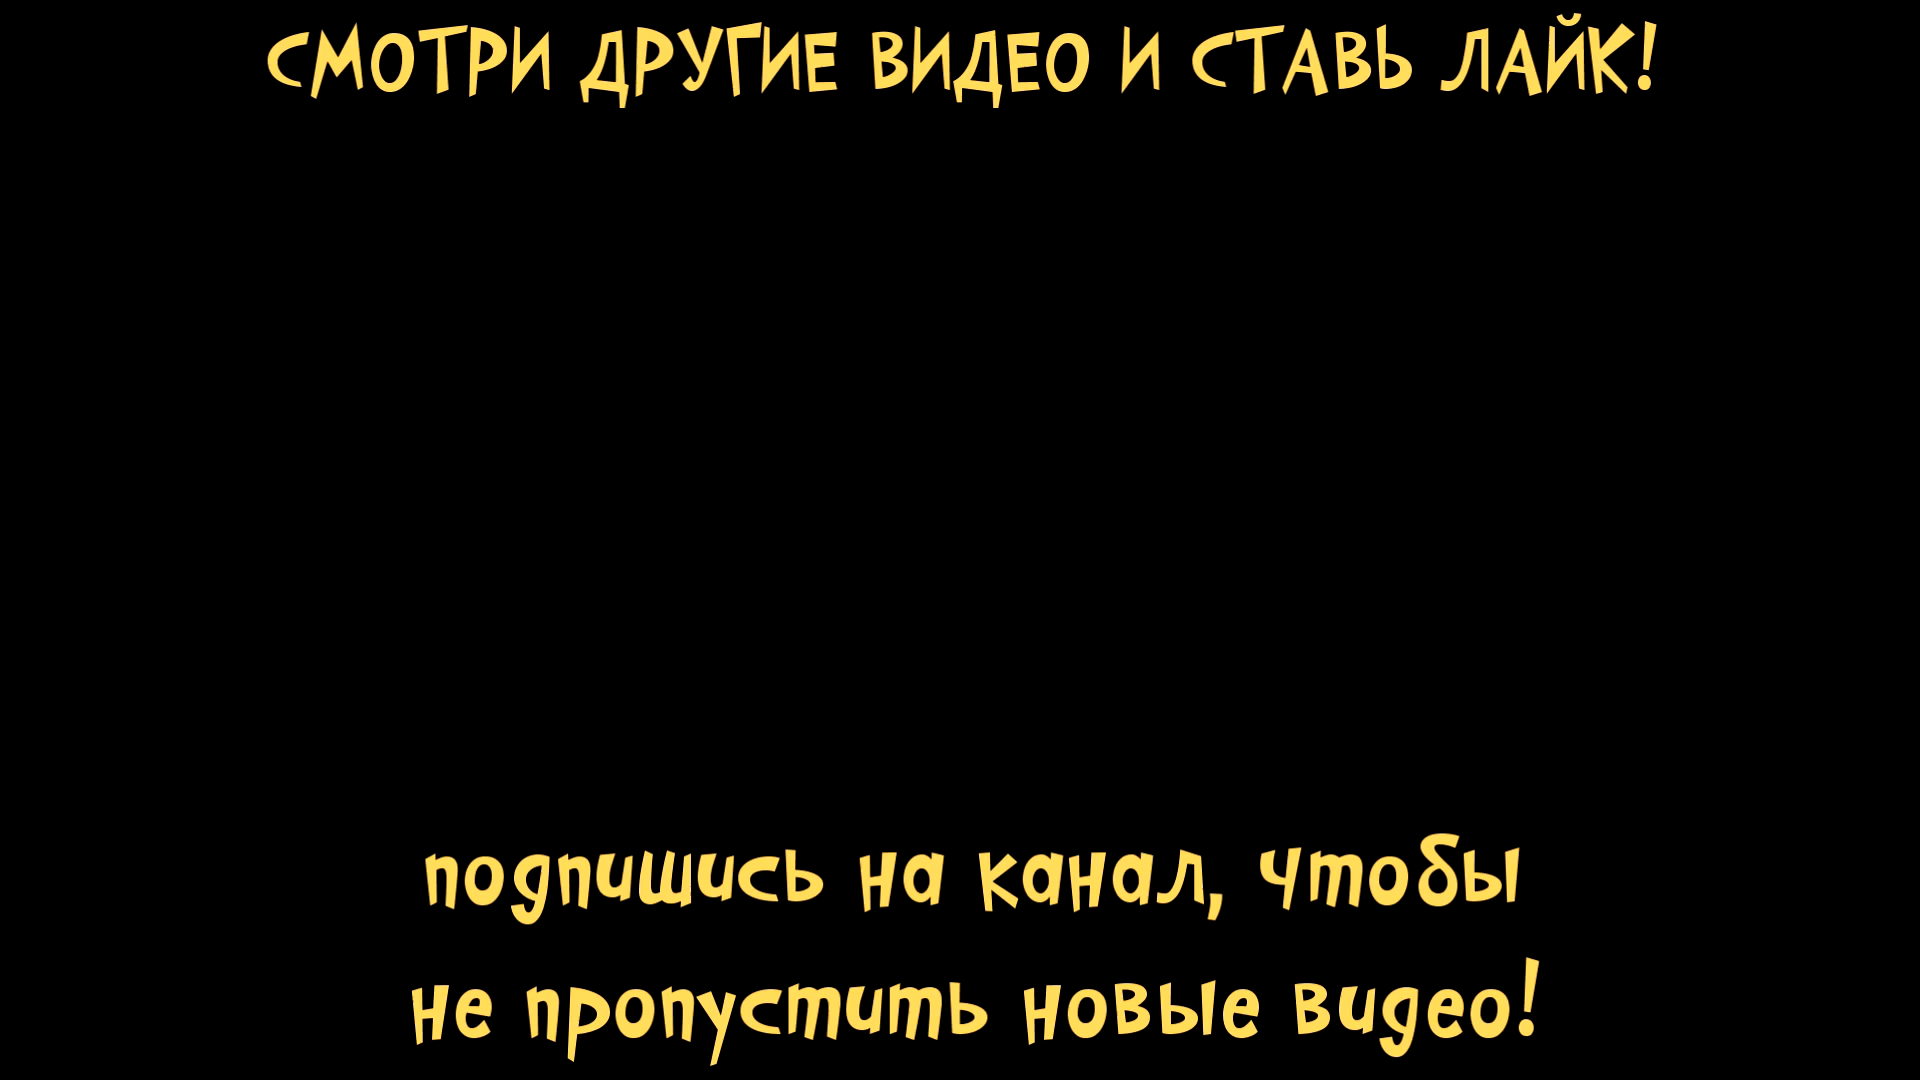 СМОТРИ ДРУГИЕ ВИДЕО И СТАВЬ ЛАЙК!
подпишись на канал, чтобы
не пропустить новые видео!